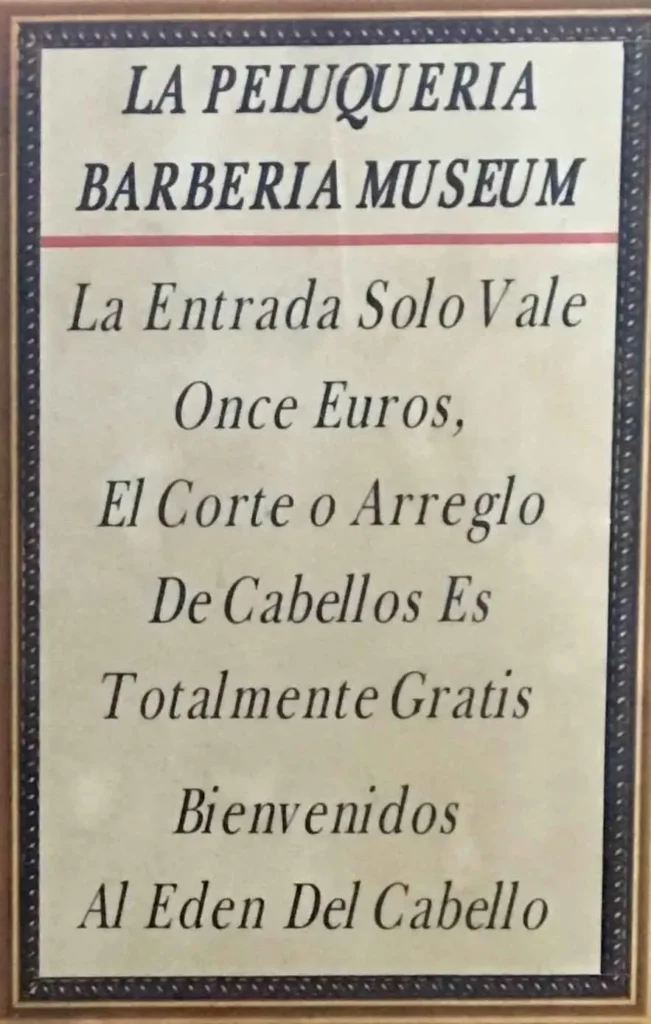 LA PELUQUERIA
BARBERIA MUSEUM
La Entrada Solo Vale
Once Euros,
El Corte o Arreglo
De Cabellos Es
Totalmente Gratis
Bienvenidos
Al Eden Del Cabello